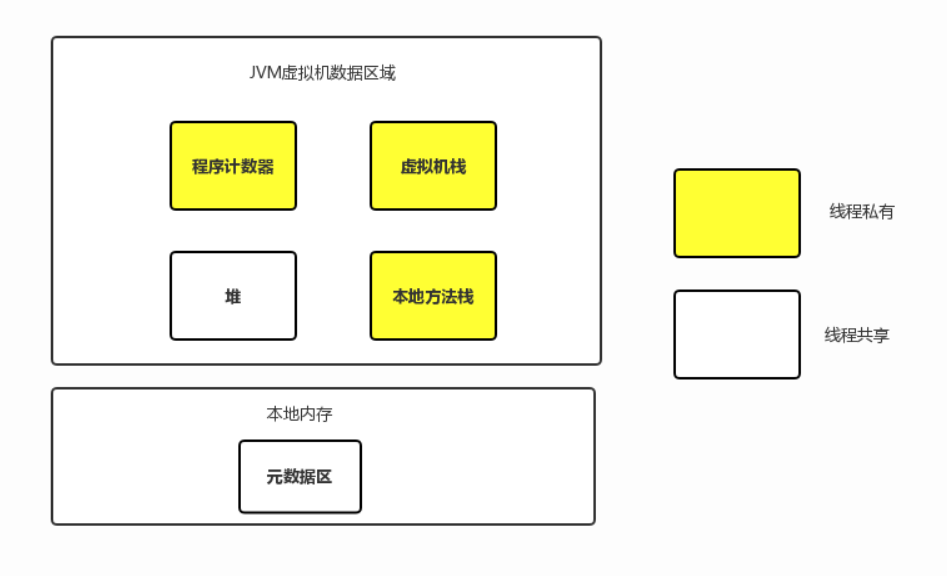 JVM虚拟机数据区域
程序计数器
虚拟机栈
堆
本地方法栈
线程私有
线程共享
本地内存
元数据区